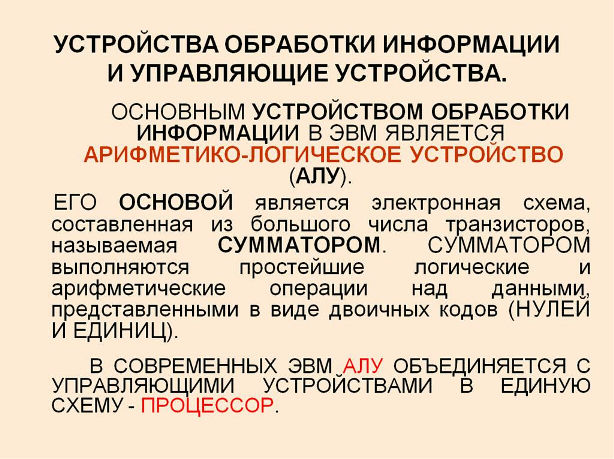 УСТРОЙСТВА ОБРАБОТКИ ИНФОРМАЦИИ
И УПРАВЛЯЮЩИЕ УСТРОЙСТВА.
ОСНОВНЫМ УСТРОЙСТВОМ ОБРАБОТКИ
ИНФОРМАЦИИ В ЭВМ ЯВЛЯЕТСЯ
АРИФМЕТИКО-ЛОГИЧЕСКОЕ УСТРОЙСТВО
(АЛУ).
ЕГО ОСНОВОЙ является электронная схема,
составленная из большого числа транзисторов,
называемая СУММАТОРОМ. СУММАТОРОМ
выполняются простейшие логические и
арифметические операции над данными,
представленными в виде двоичных кодов (НУЛЕЙ
И ЕДИНИЦ).
В СОВРЕМЕННЫХ ЭВМ АЛУ ОБЪЕДИНЯЕТСЯ С
УПРАВЛЯЮЩИМИ УСТРОЙСТВАМИ В ЕДИНУЮ
СХЕМУ - ПРОЦЕССОР.